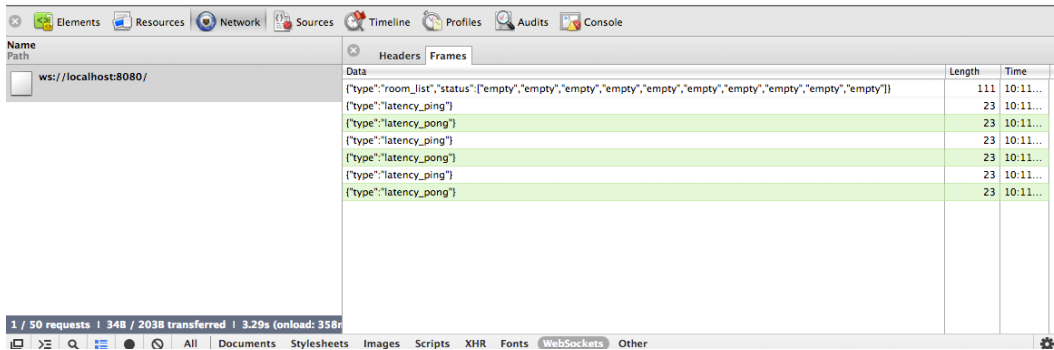 Elements Resources Network Sources Timeline Profiles Audits Console
Name
Path
Headers Frames
ws://localhost:8080/
Data Length Time
{"type":"room_list","status":["empty","empty","empty","empty","empty","empty","empty","empty","empty","empty"]} 111 10:11...
{"type":"latency_ping"} 23 10:11...
{"type":"latency_pong"} 23 10:11...
{"type":"latency_ping"} 23 10:11...
{"type":"latency_pong"} 23 10:11...
{"type":"latency_ping"} 23 10:11...
{"type":"latency_pong"} 23 10:11...
1 / 50 requests | 34B / 203B transferred | 3.29s (onload: 358m
All Documents Stylesheets Images Scripts XHR Fonts WebSockets Other